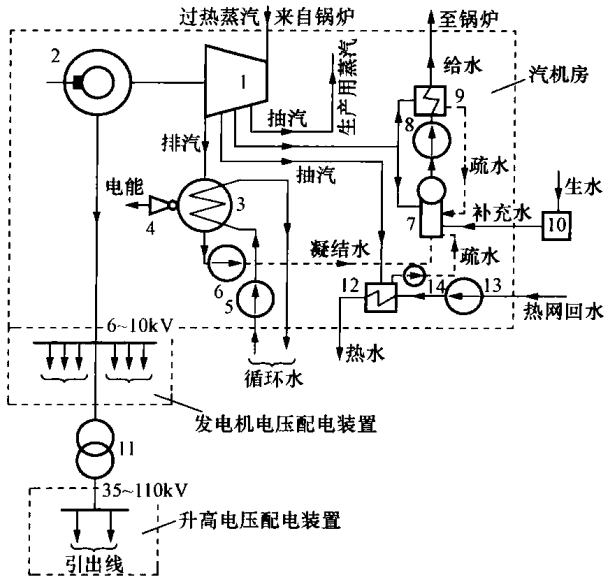 过热蒸汽 来自锅炉
至锅炉
2
1
生产用蒸汽
给水
9
汽机房
抽汽
8
排汽
疏水
抽汽
生水
电能
3
4
7
补充水
10
凝结水
疏水
6
5
12
14
13
热网回水
热水
6~10kV
循环水
发电机电压配电装置
11
35~110kV
升高电压配电装置
引出线